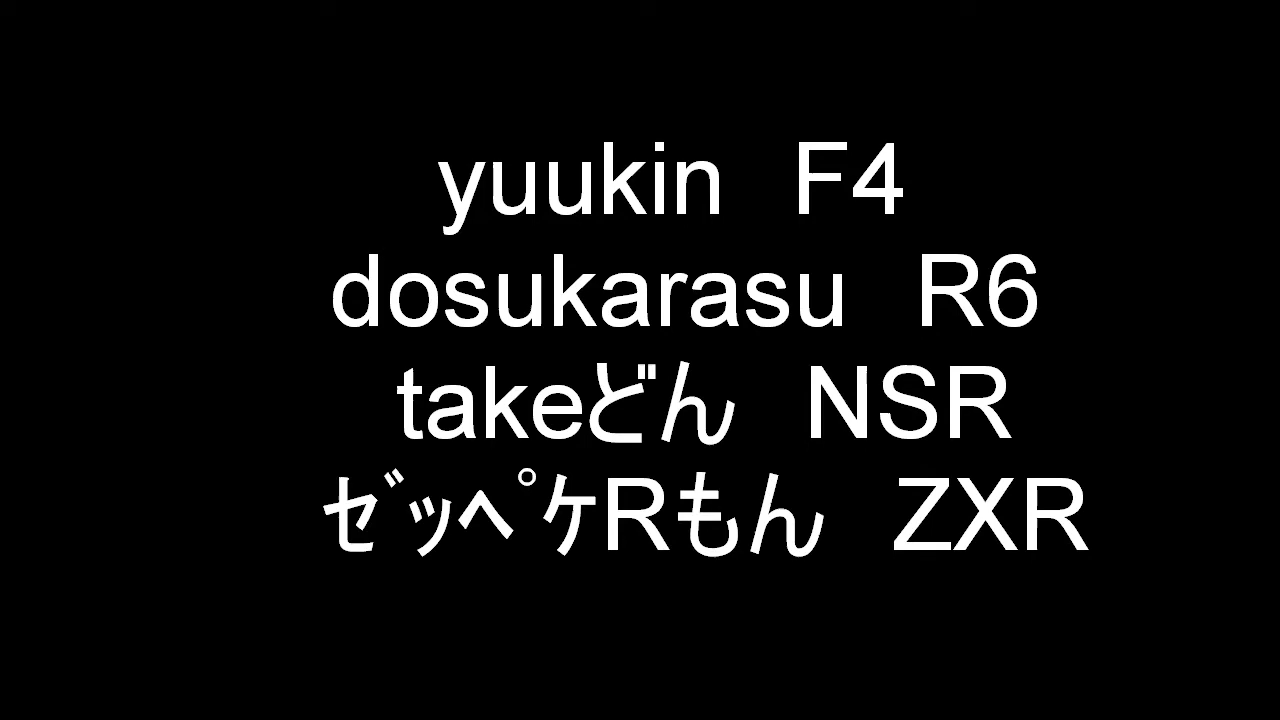 yuukin　F4
dosukarasu　R6
takeどん　NSR
ｾﾞｯﾍﾟｹRもん　ZXR